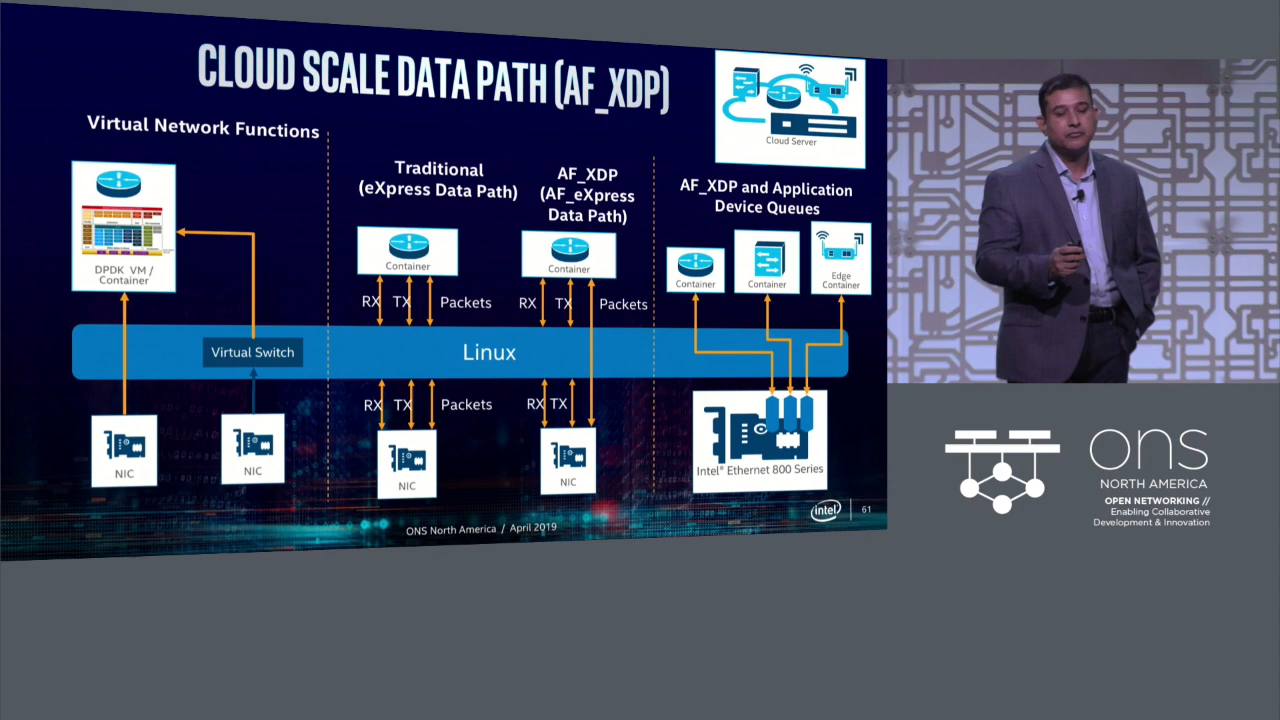 CLOUD SCALE DATA PATH (AF_XDP)
Cloud Server
Virtual Network Functions
DPDK VM /
Container
Virtual Switch
NIC
NIC
Traditional
(eXpress Data Path)
Container
RX TX Packets
Linux
RX TX Packets
NIC
AF_XDP
(AF_eXpress
Data Path)
Container
RX TX Packets
RX TX
NIC
AF_XDP and Application
Device Queues
Container
Container
Edge
Container
Intel® Ethernet 800 Series
ONS North America / April 2019
intel
61
ons
NORTH AMERICA
OPEN NETWORKING //
Enabling Collaborative
Development & Innovation